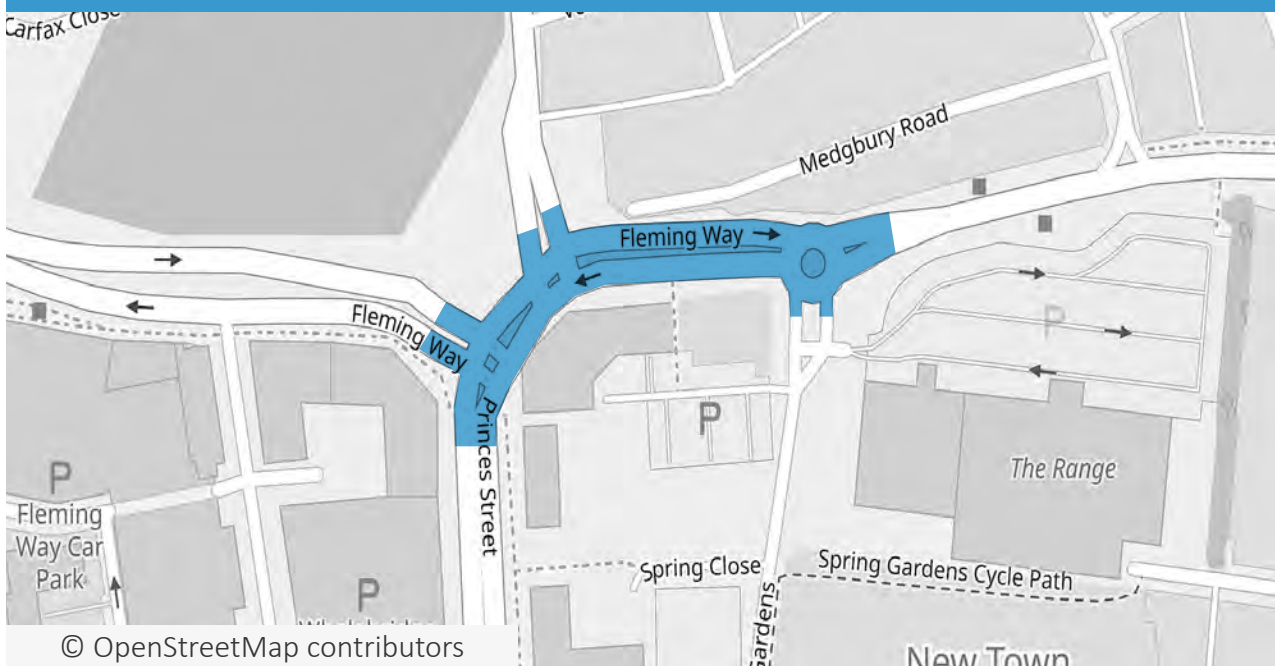 Carfax Close
Medgbury Road
Fleming Way
Fleming Way
Princes Street
P
P
The Range
P
Fleming
Way Car
Park
P
Spring Close
Spring Gardens Cycle Path
Gardens
New Town
© OpenStreetMap contributors